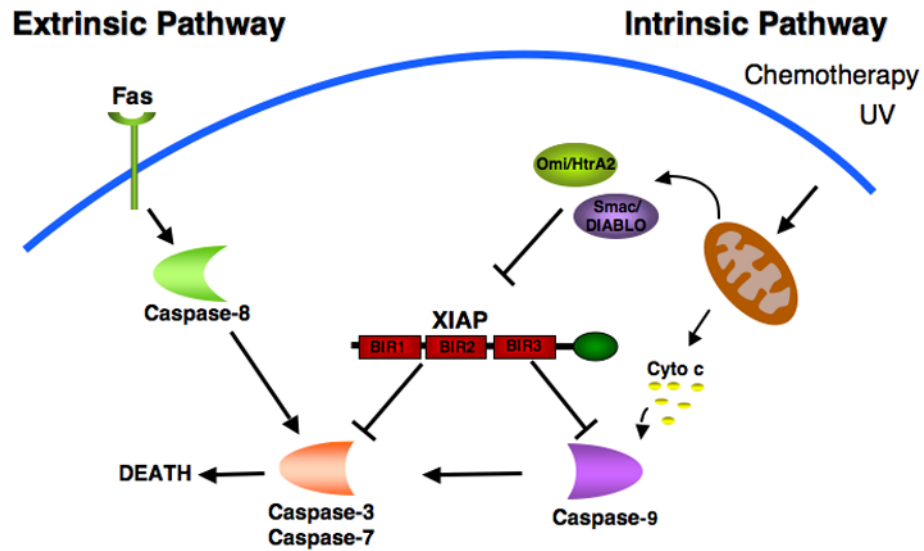 Extrinsic Pathway
Intrinsic Pathway
Chemotherapy
UV
Fas
Omi/HtrA2
Smac/
DIABLO
Caspase-8
XIAP
BIR1 BIR2 BIR3
Cyto c
DEATH
Caspase-3
Caspase-7
Caspase-9